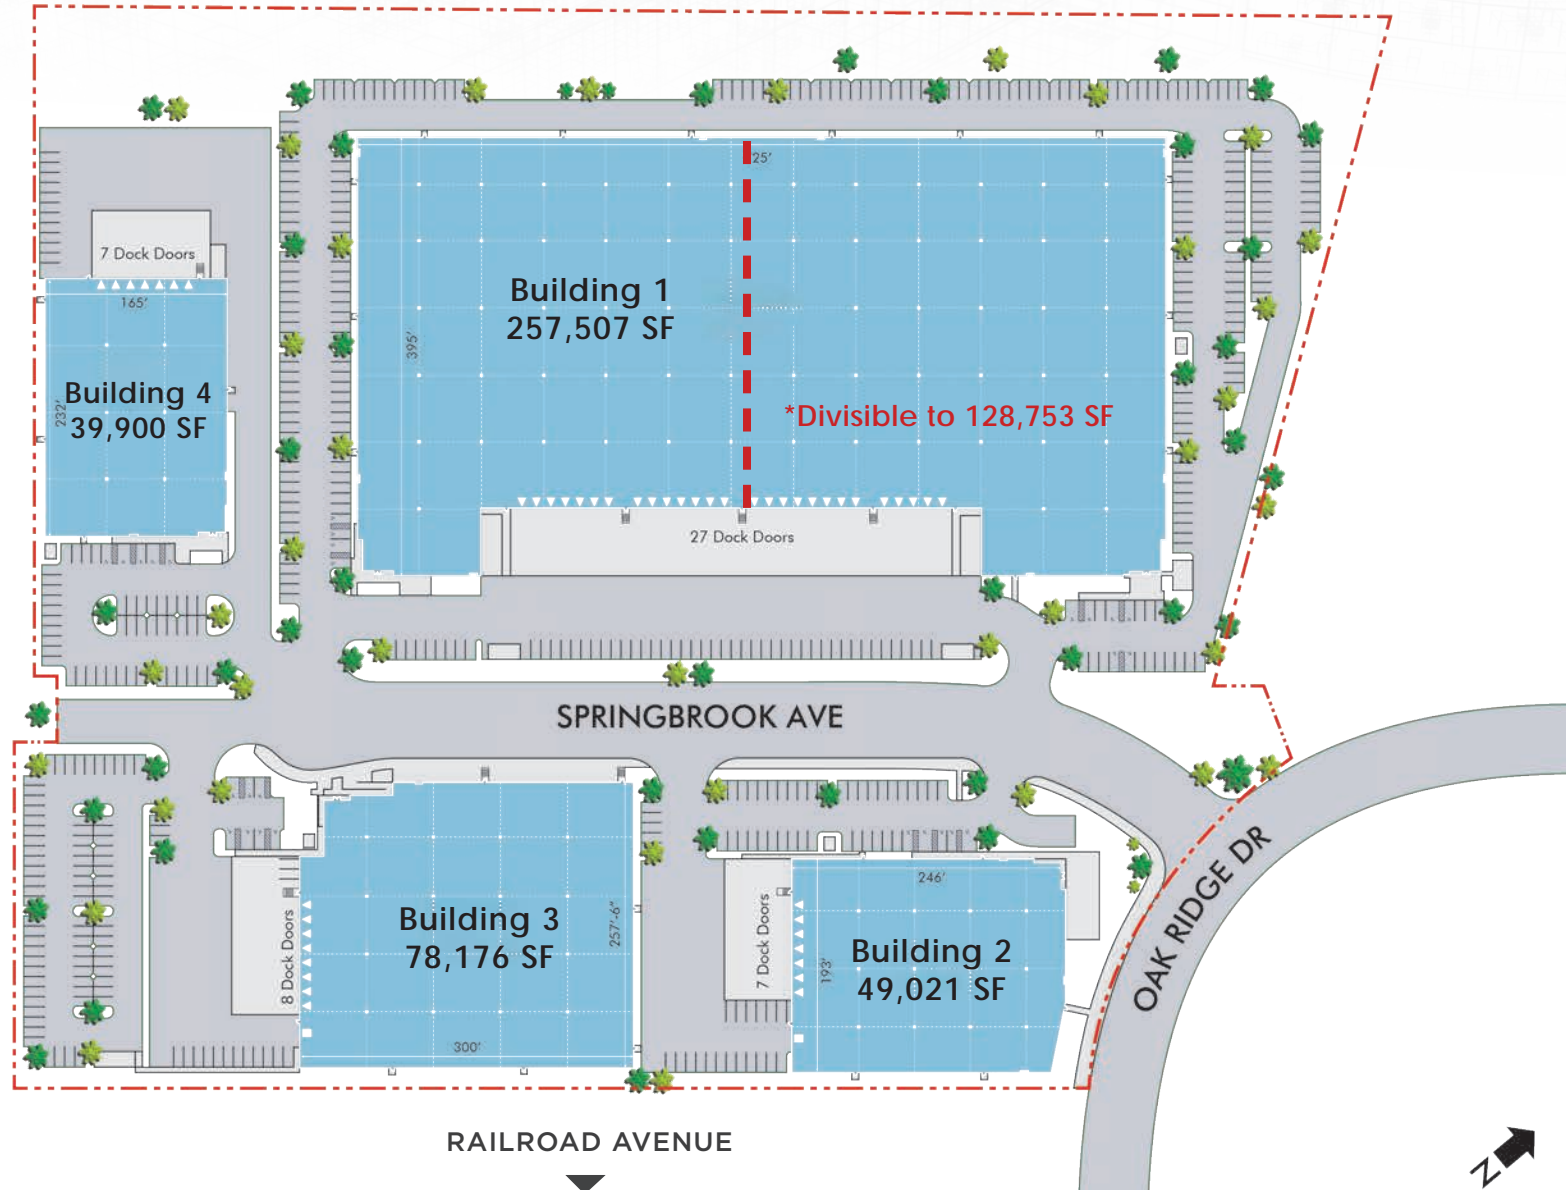 7 Dock Doors
165'
Building 4
39,900 SF
232'
25'
Building 1
257,507 SF
395'
*Divisible to 128,753 SF
27 Dock Doors
SPRINGBROOK AVE
OAK RIDGE DR
8 Dock Doors
Building 3
78,176 SF
257'-6"
300'
7 Dock Doors
246'
193'
Building 2
49,021 SF
RAILROAD AVENUE
N